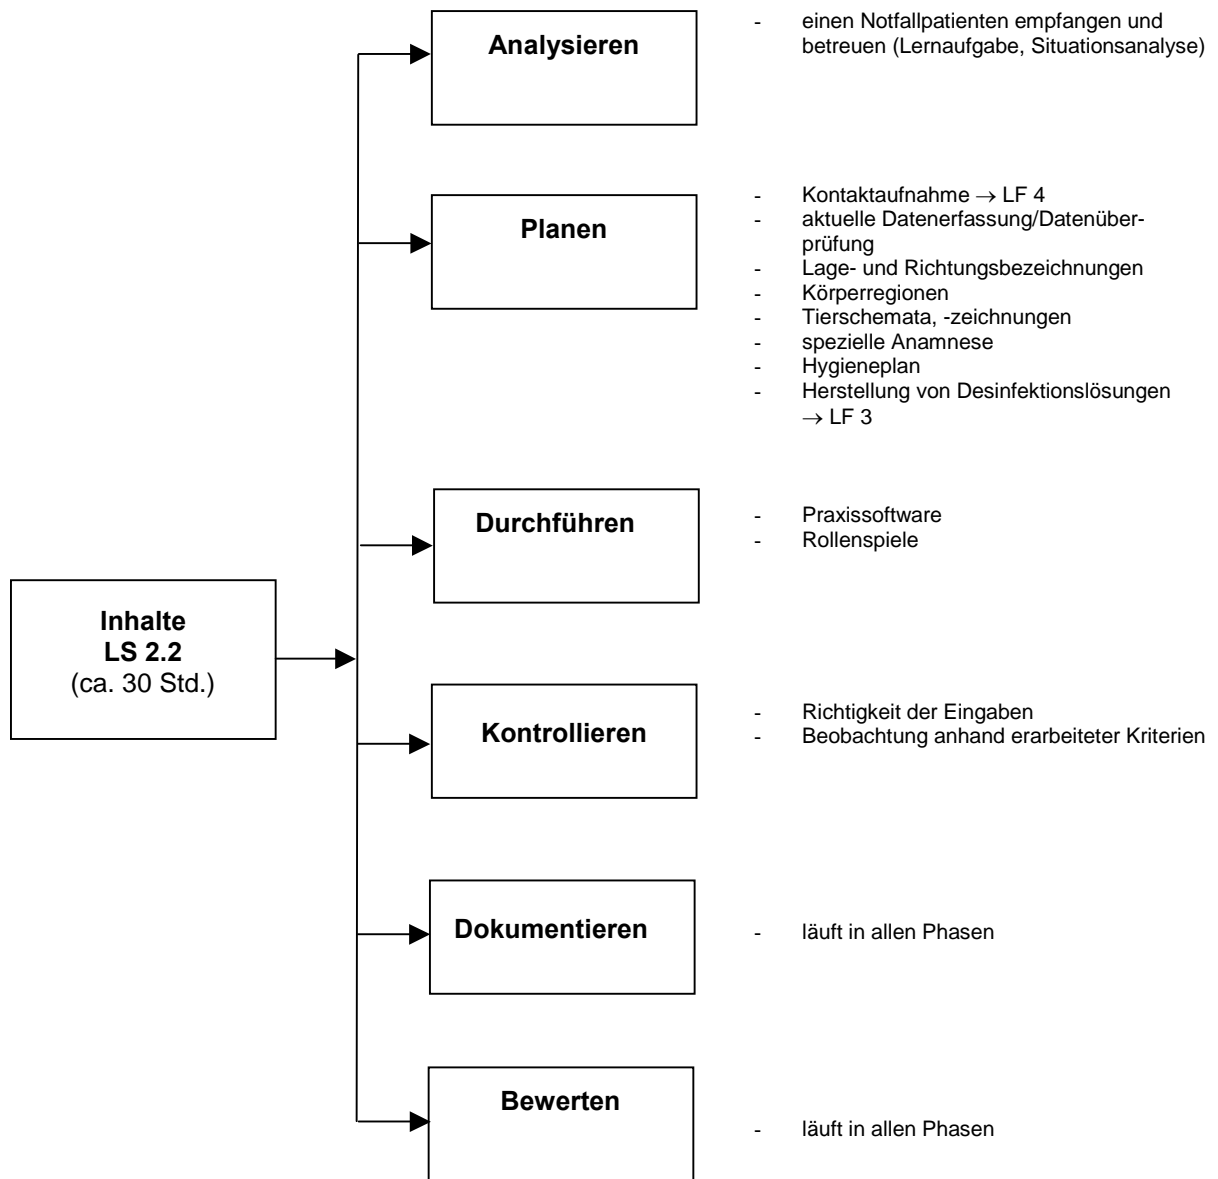 Analysieren
- einen Notfallpatienten empfangen und
betreuen (Lernaufgabe, Situationsanalyse)
Planen
- Kontaktaufnahme → LF 4
- aktuelle Datenerfassung/Datenüber-
prüfung
- Lage- und Richtungsbezeichnungen
- Körperregionen
- Tierschemata, -zeichnungen
- spezielle Anamnese
- Hygieneplan
- Herstellung von Desinfektionslösungen
→ LF 3
Durchführen
- Praxissoftware
- Rollenspiele
Inhalte
LS 2.2
(ca. 30 Std.)
Kontrollieren
- Richtigkeit der Eingaben
- Beobachtung anhand erarbeiteter Kriterien
Dokumentieren
- läuft in allen Phasen
Bewerten
- läuft in allen Phasen